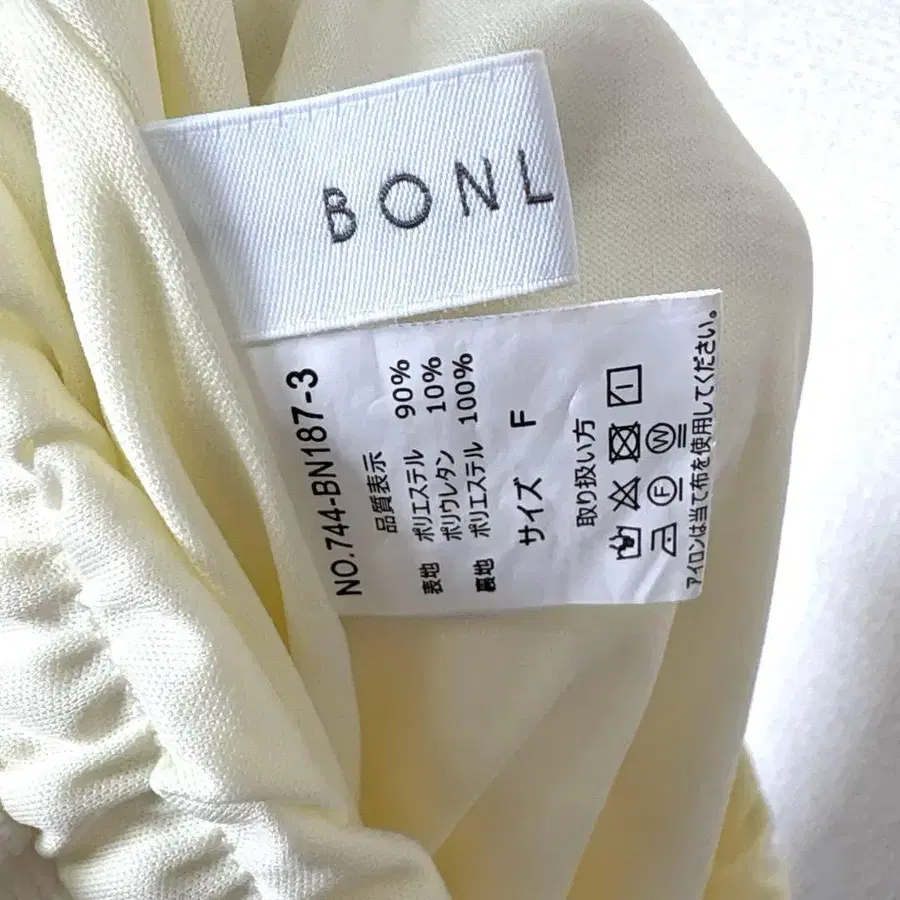 BONL
NO.744-BN187-3
品質表示
表地 ポリエステル 90%
ポリウレタン 10%
裏地 ポリエステル 100%
サイズ F
取り扱い方
W
F
アイロンは当て布を使用してください。